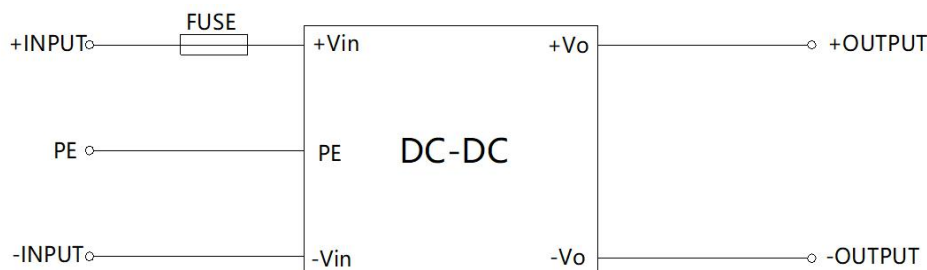 FUSE
+INPUT
+Vin
+Vo
+OUTPUT
PE
PE
DC-DC
-INPUT
-Vin
-Vo
-OUTPUT